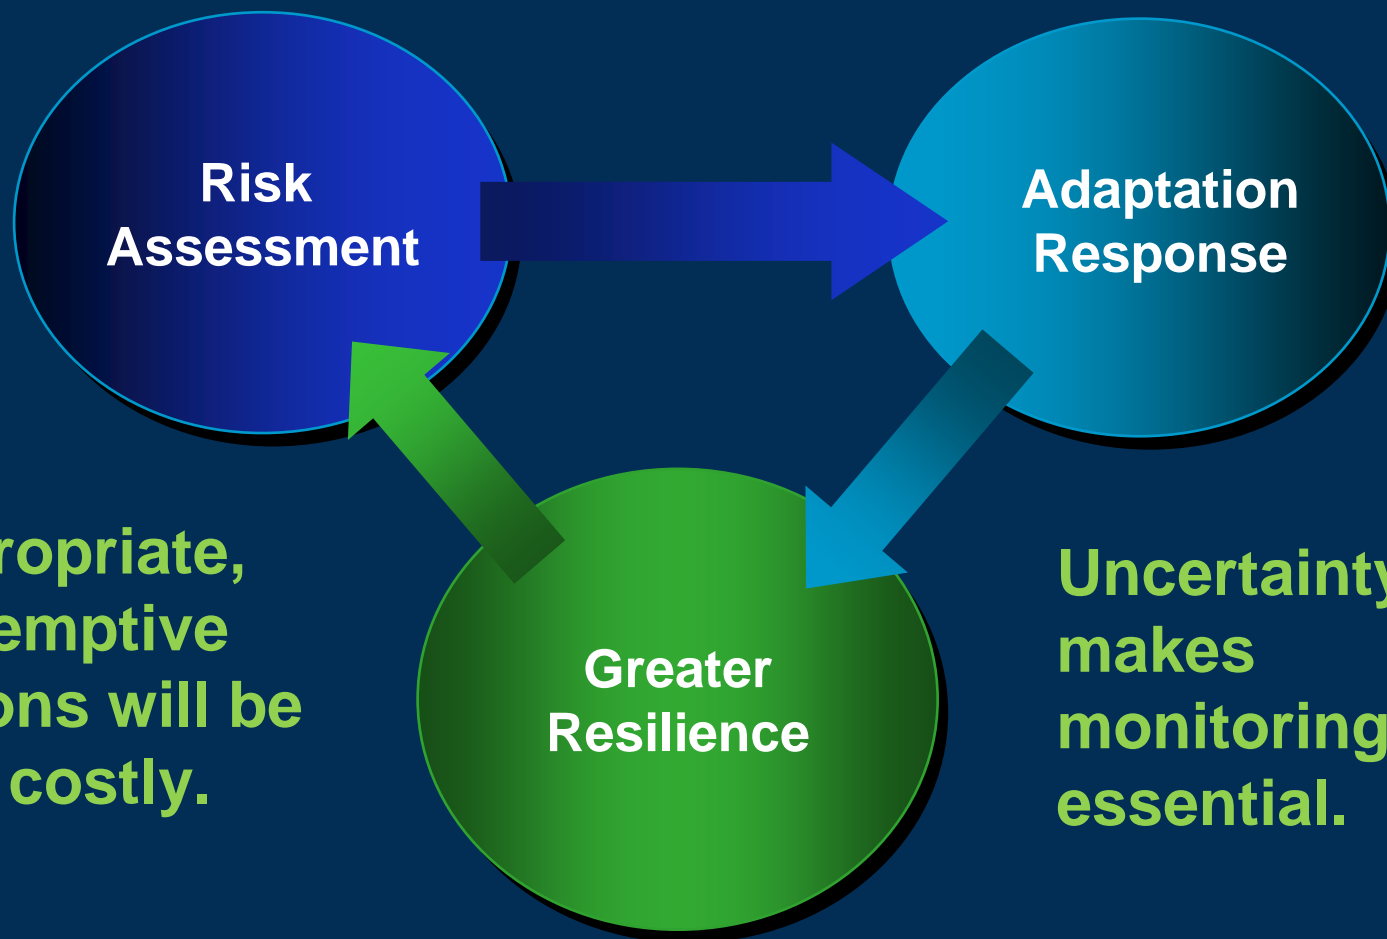 Risk
Assessment
Adaptation
Response
Greater
Resilience
ropriate,
emptive
ons will be
costly.
Uncertainty
makes
monitoring
essential.